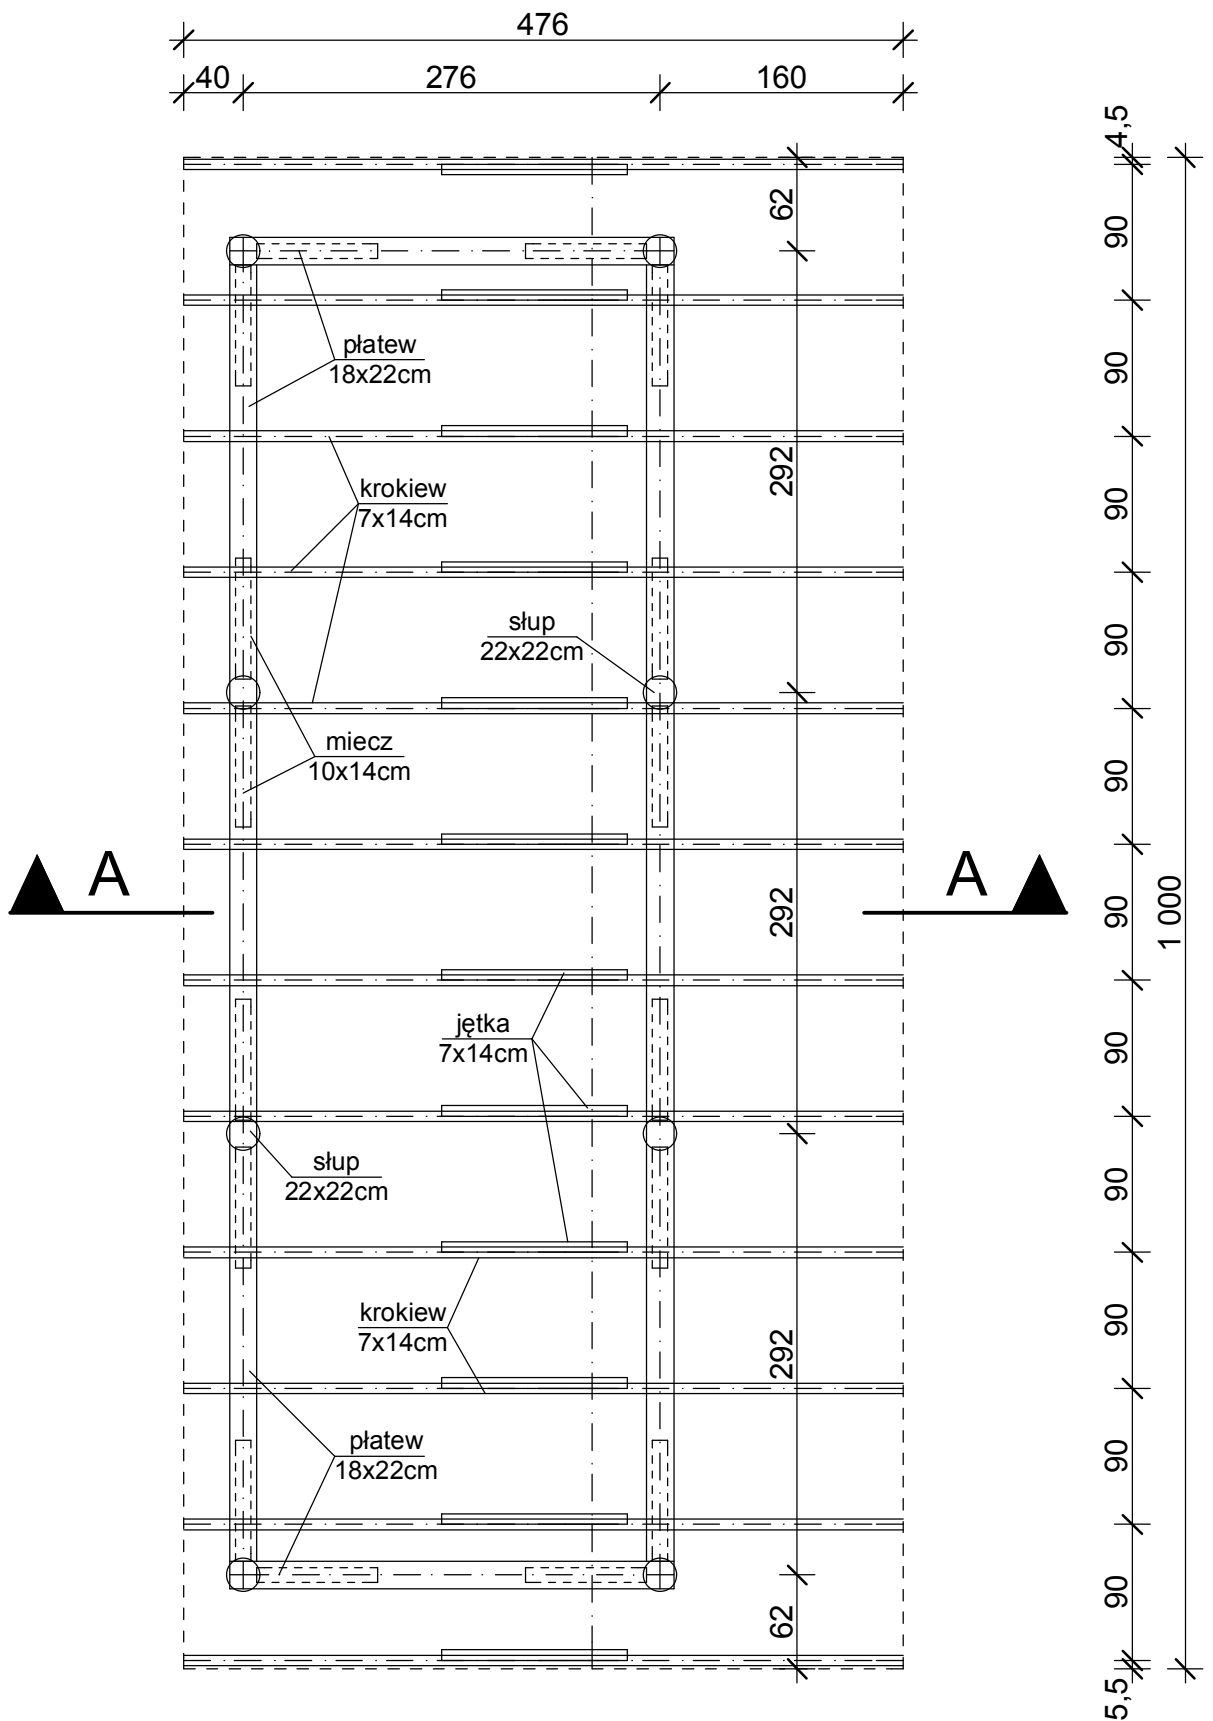 476
40
276
160
4,5
62
90
płatew
18x22cm
90
292
krokiew
7x14cm
90
słup
22x22cm
90
miecz
10x14cm
90
A
A
292
90
1 000
jętka
7x14cm
90
słup
22x22cm
90
krokiew
7x14cm
292
90
płatew
18x22cm
90
62
90
5,5